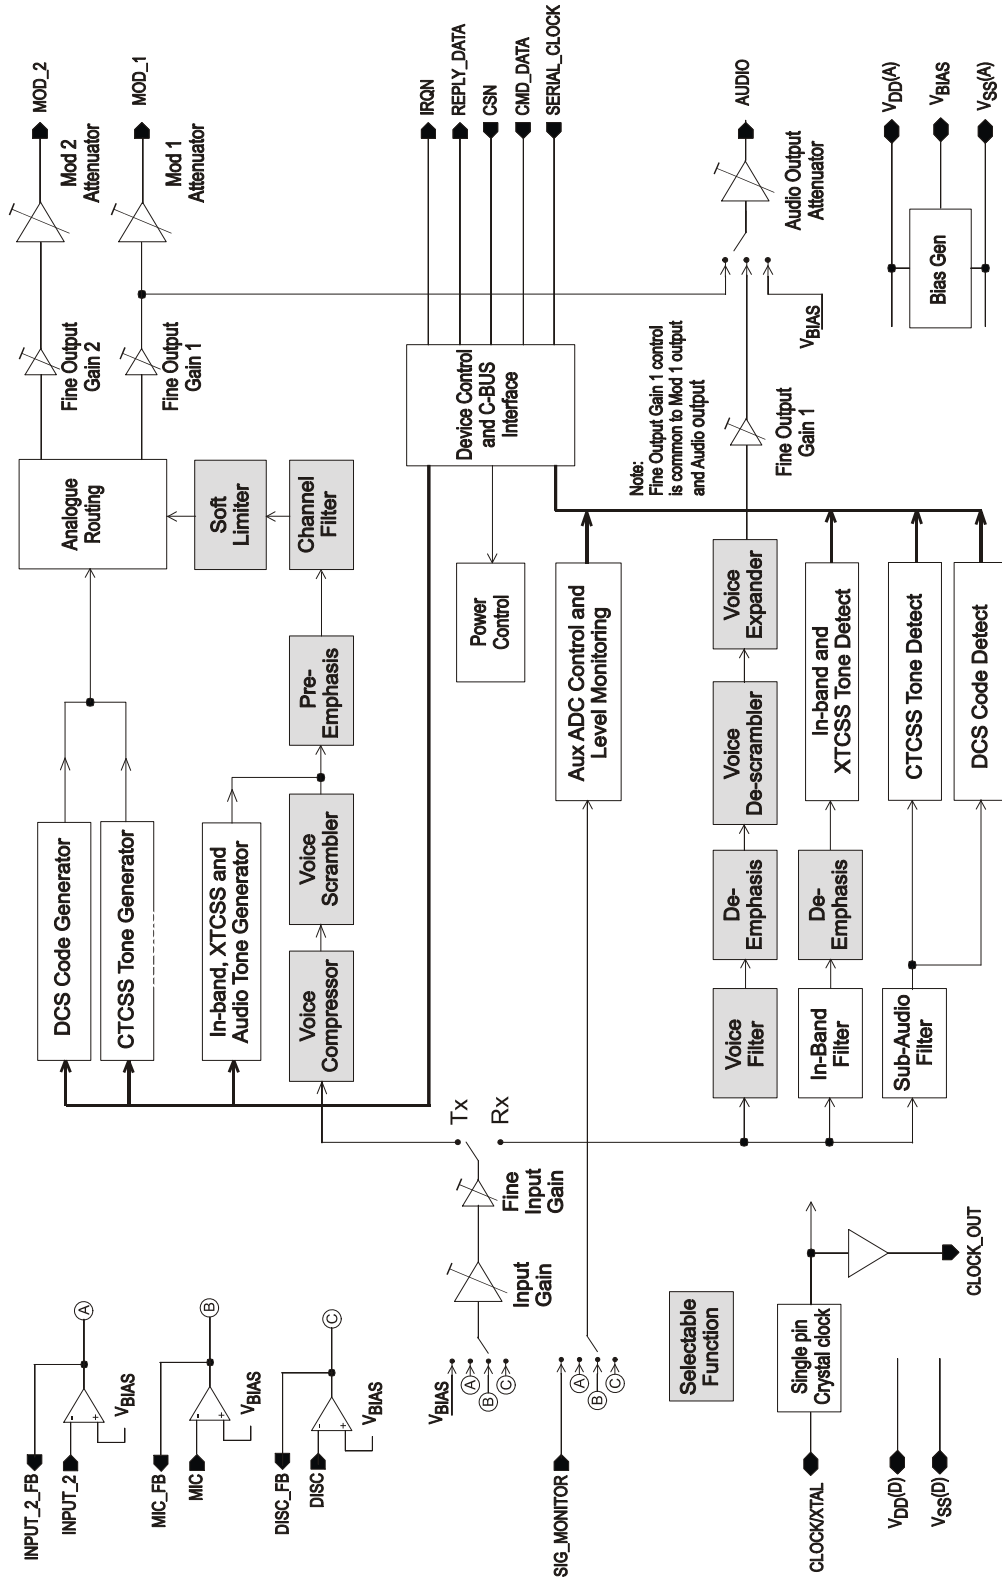 INPUT_2_FB
INPUT_2
A
VBIAS
MIC_FB
MIC
B
VBIAS
DISC_FB
DISC
C
VBIAS
VBIAS
A
B
C
Input
Gain
Fine
Input
Gain
Tx
Rx
SIG_MONITOR
A
B
C
Selectable
Function
CLOCK/XTAL
Single pin
Crystal clock
CLOCK_OUT
VDD(D)
VSS(D)
DCS Code Generator
CTCSS Tone Generator
In-band, XTCSS and
Audio Tone Generator
Voice
Compressor
Voice
Scrambler
Pre-
Emphasis
Channel
Filter
Soft
Limiter
Analogue
Routing
Fine Output
Gain 2
Fine Output
Gain 1
Mod 2
Attenuator
Mod 1
Attenuator
MOD_2
MOD_1
Device Control
and C-BUS
Interface
IRQN
REPLY_DATA
CSN
CMD_DATA
SERIAL_CLOCK
Power
Control
Aux ADC Control and
Level Monitoring
Note:
Fine Output Gain 1 control
is common to Mod 1 output
and Audio output
Voice
Filter
De-
Emphasis
Voice
De-scrambler
Voice
Expander
Fine Output
Gain 1
VBIAS
Audio Output
Attenuator
AUDIO
In-Band
Filter
De-
Emphasis
In-band and
XTCSS Tone Detect
Sub-Audio
Filter
CTCSS Tone Detect
DCS Code Detect
Bias Gen
VDD(A)
VBIAS
VSS(A)